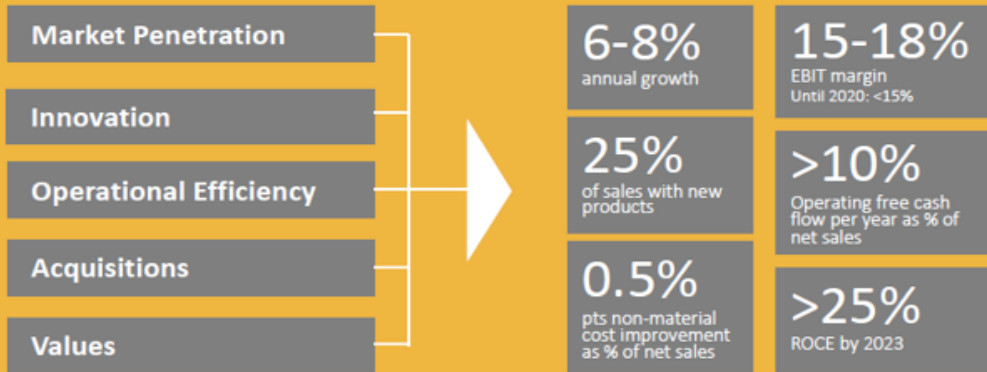 Market Penetration
Innovation
Operational Efficiency
Acquisitions
Values
6-8%
annual growth
25%
of sales with new
products
0.5%
pts non-material
cost improvement
as % of net sales
15-18%
EBIT margin
Until 2020: <15%
>10%
Operating free cash
flow per year as % of
net sales
>25%
ROCE by 2023